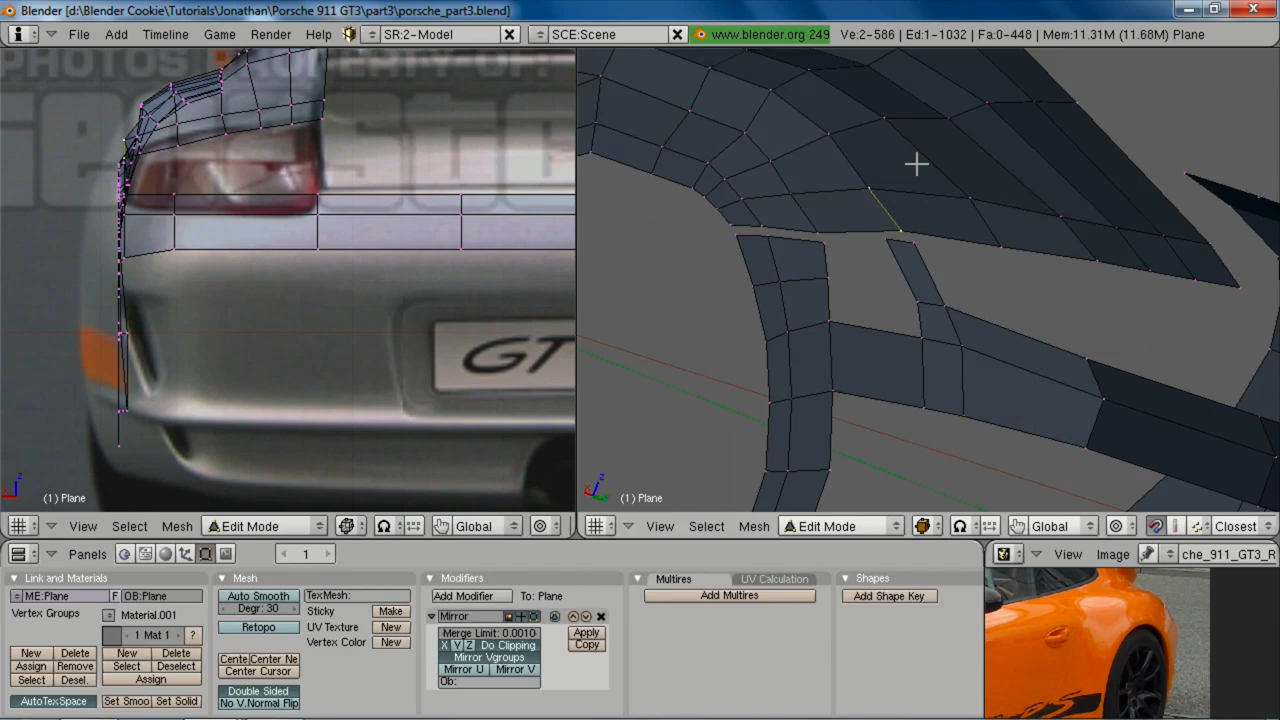 Blender [d:\Blender Cookie\Tutorials\Jonathan\Porsche 911 GT3\part3\porsche_part3.blend]
File Add Timeline Game Render Help SR:2-Model SCE:Scene www.blender.org 249 Ve:2-586 | Ed:1-1032 | Fa:0-448 | Mem:11.31M (11.68M) Plane
PHOTOS PROPERTY OF:
GT
z
x
(1) Plane
z
(1) Plane
View Select Mesh Edit Mode Global
View Select Mesh Edit Mode Global Closest
Panels 1
View Image che_911_GT3_R
Link and Materials
ME:Plane F OB:Plane
Vertex Groups
Material.001
1 Mat 1 ?
New Delete New Delete
Assign Remove Select Deselect
Select Desel. Assign
AutoTexSpace Set Smoo Set Solid
Mesh
Auto Smooth
Degr: 30
Retopo
TexMesh:
Sticky Make
UV Texture New
Vertex Color New
Cente Center Ne
Center Cursor
Double Sided
No V.Normal Flip
Modifiers
Add Modifier To: Plane
Mirror
Merge Limit: 0.0010
X Y Z Do Clipping
Mirror Vgroups
Mirror U Mirror V
Ob:
Apply
Copy
Multires UV Calculation
Add Multires
Shapes
Add Shape Key